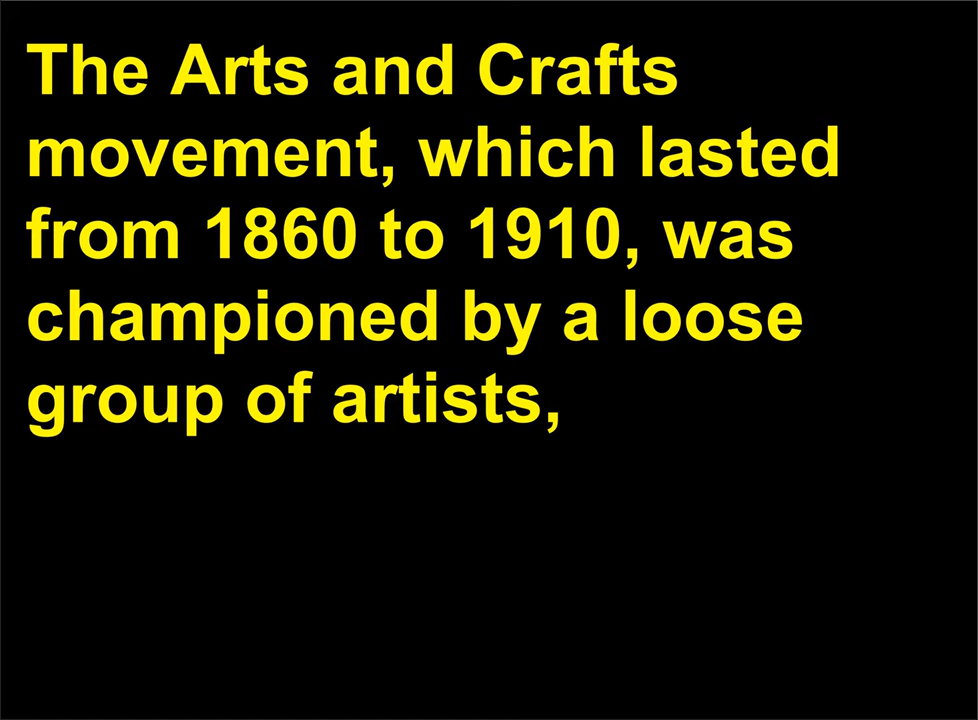 The Arts and Crafts
movement, which lasted
from 1860 to 1910, was
championed by a loose
group of artists,